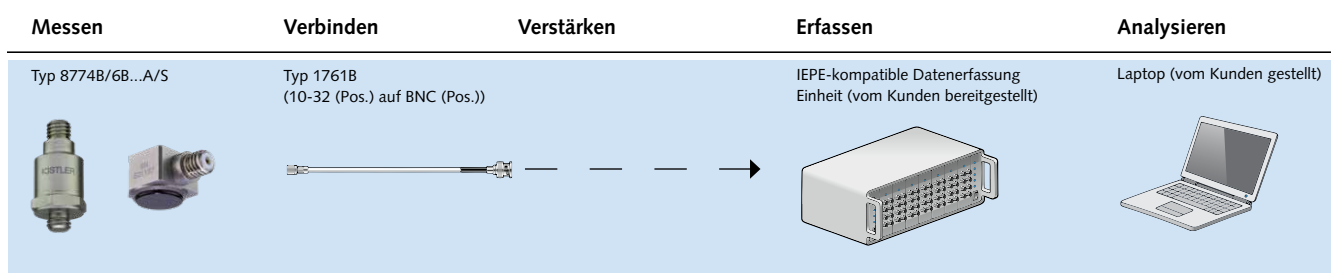 Messen
Verbinden
Verstärken
Erfassen
Analysieren
Typ 8774B/6B...A/S
Typ 1761B
(10-32 (Pos.) auf BNC (Pos.))
IEPE-kompatible Datenerfassung
Einheit (vom Kunden bereitgestellt)
Laptop (vom Kunden gestellt)
KISTLER